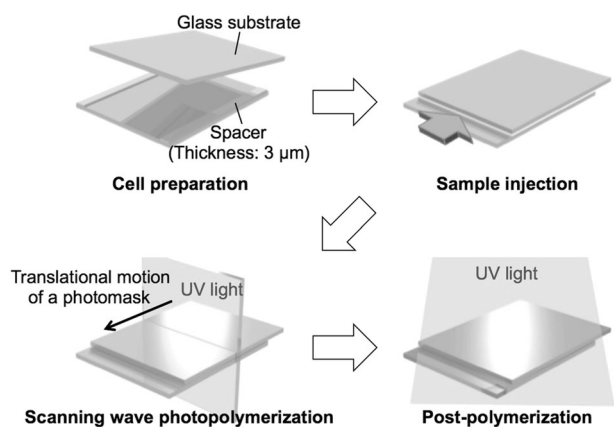 Glass substrate
Spacer
(Thickness: 3 μm)
Cell preparation
Sample injection
Translational motion
of a photomask
UV light
Scanning wave photopolymerization
UV light
Post-polymerization